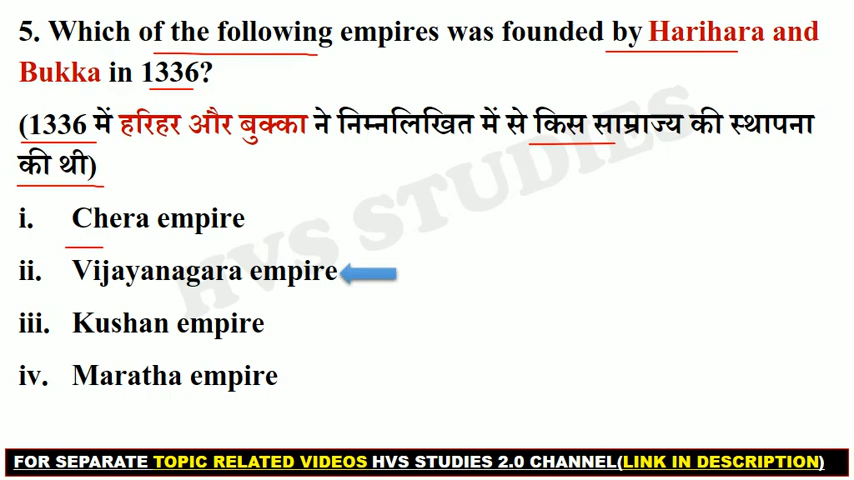 5. Which of the following empires was founded by Harihara and
Bukka in 1336?
(1336 में हरिहर और बुक्का ने निम्नलिखित में से किस साम्राज्य की स्थापना
की थी)
i. Chera empire
ii. Vijayanagara empire
iii. Kushan empire
iv. Maratha empire
HVS STUDIES
FOR SEPARATE TOPIC RELATED VIDEOS HVS STUDIES 2.0 CHANNEL(LINK IN DESCRIPTION)